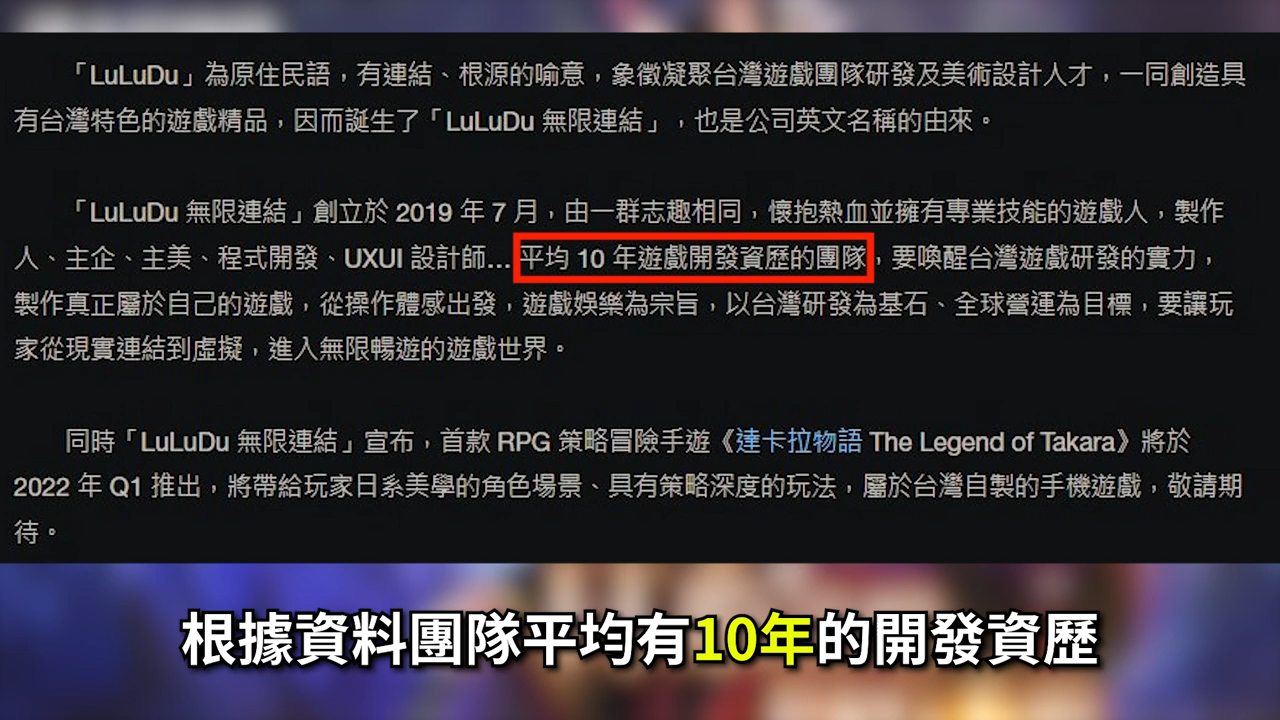 「LuLuDu」為原住民語，有連結、根源的喻意，象徵凝聚台灣遊戲團隊研發及美術設計人才，一同創造具
有台灣特色的遊戲精品，因而誕生了「LuLuDu 無限連結」，也是公司英文名稱的由來。
「LuLuDu 無限連結」創立於 2019 年 7 月，由一群志趣相同，懷抱熱血並擁有專業技能的遊戲人，製作
人、主企、主美、程式開發、UXUI 設計師...平均 10 年遊戲開發資歷的團隊，要喚醒台灣遊戲研發的實力，
製作真正屬於自己的遊戲，從操作體感出發，遊戲娛樂為宗旨，以台灣研發為基石、全球營運為目標，要讓玩
家從現實連結到虛擬，進入無限暢遊的遊戲世界。
同時「LuLuDu 無限連結」宣布，首款 RPG 策略冒險手遊《達卡拉物語 The Legend of Takara》將於
2022 年 Q1 推出，將帶給玩家日系美學的角色場景、具有策略深度的玩法，屬於台灣自製的手機遊戲，敬請期
待。
根據資料團隊平均有10年的開發資歷